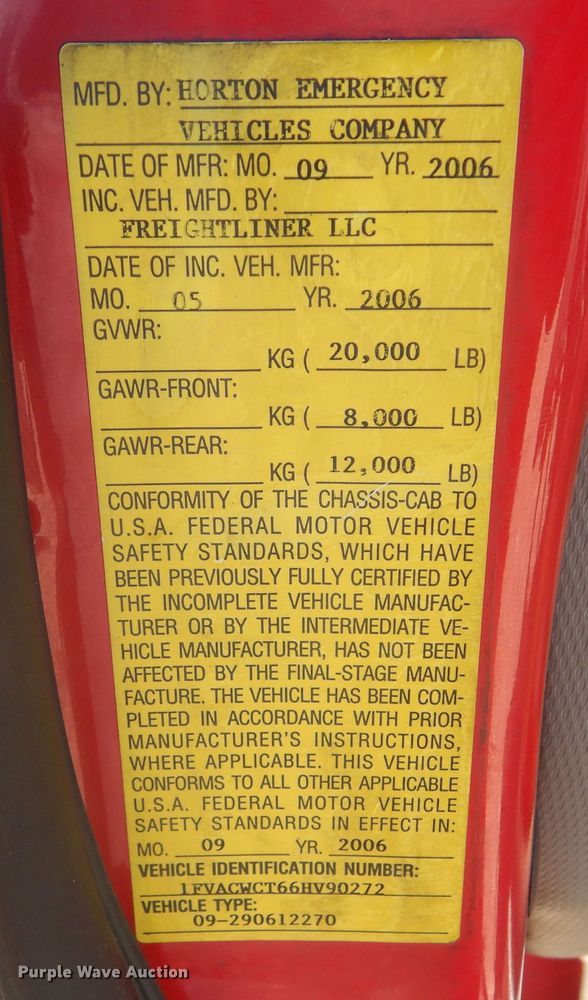 MFD. BY: HORTON EMERGENCY
VEHICLES COMPANY
DATE OF MFR: MO. 09 YR. 2006
INC. VEH. MFD. BY:
FREIGHTLINER LLC
DATE OF INC. VEH. MFR:
MO. 05 YR. 2006
GVWR:
KG ( 20,000 LB)
GAWR-FRONT:
KG ( 8,000 LB)
GAWR-REAR:
KG ( 12,000 LB)
CONFORMITY OF THE CHASSIS-CAB TO
U.S.A. FEDERAL MOTOR VEHICLE
SAFETY STANDARDS, WHICH HAVE
BEEN PREVIOUSLY FULLY CERTIFIED BY
THE INCOMPLETE VEHICLE MANUFAC-
TURER OR BY THE INTERMEDIATE VE-
HICLE MANUFACTURER, HAS NOT BEEN
AFFECTED BY THE FINAL-STAGE MANU-
FACTURE. THE VEHICLE HAS BEEN COM-
PLETED IN ACCORDANCE WITH PRIOR
MANUFACTURER'S INSTRUCTIONS,
WHERE APPLICABLE. THIS VEHICLE
CONFORMS TO ALL OTHER APPLICABLE
U.S.A. FEDERAL MOTOR VEHICLE
SAFETY STANDARDS IN EFFECT IN:
MO. 09 YR. 2006
VEHICLE IDENTIFICATION NUMBER:
1FVACWCT66HV90272
VEHICLE TYPE:
09-290612270
Purple Wave Auction